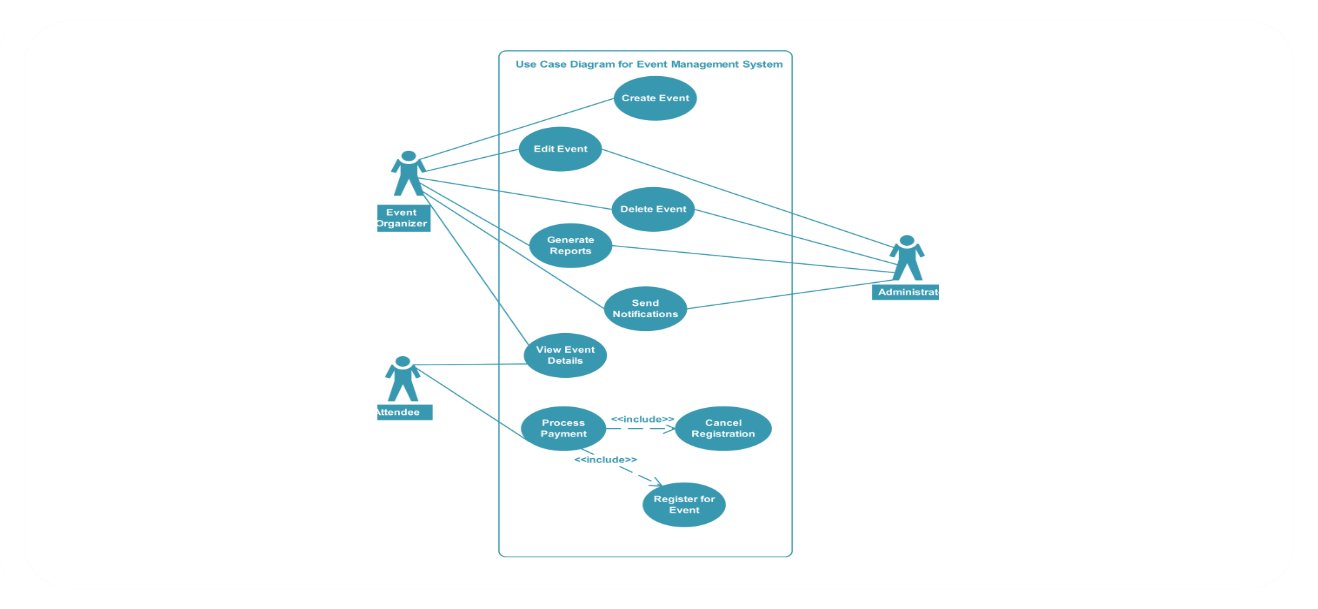 Use Case Diagram for Event Management System
Create Event
Edit Event
Delete Event
Event
Organizer
Generate
Reports
Administrat
Send
Notifications
View Event
Details
Attendee
Process
Payment
<<include>>
Cancel
Registration
<<include>>
Register for
Event